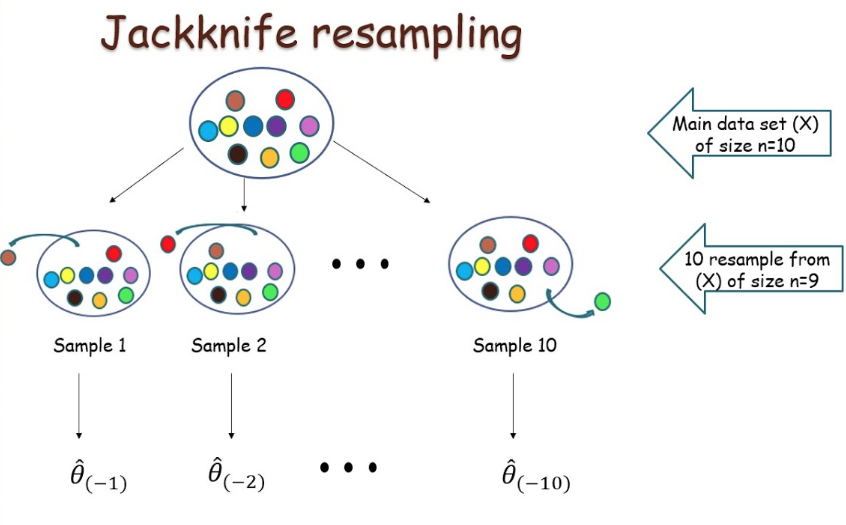 Jackknife resampling
Main data set (X)
of size n=10
10 resample from
(X) of size n=9
Sample 1
Sample 2
Sample 10
θ̂(−1)
θ̂(−2)
θ̂(−10)